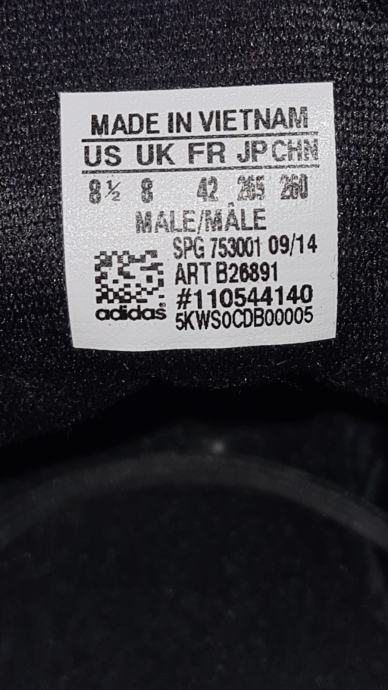 MADE IN VIETNAM
US UK FR JP CHN
8½ 8 42 265 260
MALE/MÂLE
SPG 753001 09/14
ART B26891
#110544140
adidas
5KWS0CDB00005